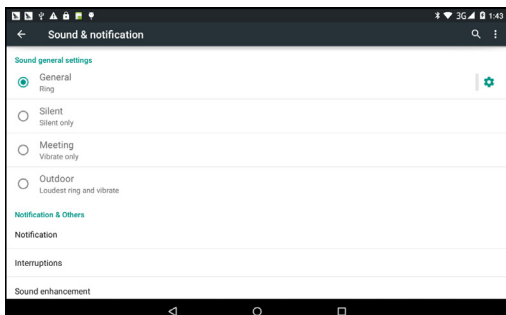 3G 1:43
Sound & notification
Sound general settings
General
Ring
Silent
Silent only
Meeting
Vibrate only
Outdoor
Loudest ring and vibrate
Notification & Others
Notification
Interruptions
Sound enhancement